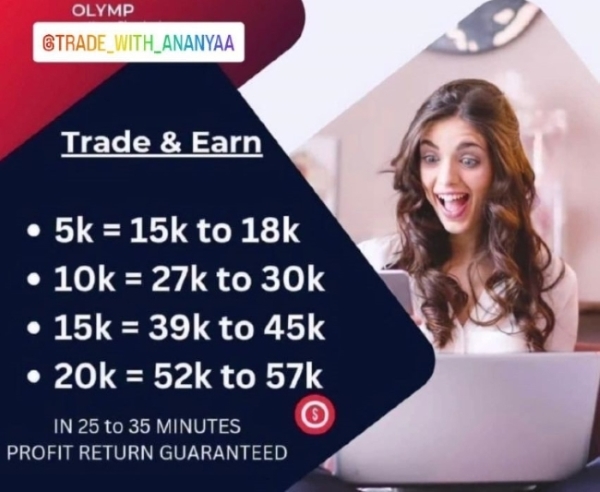 OLYMP
@TRADE_WITH_ANANYAA
Trade & Earn
• 5k = 15k to 18k
• 10k = 27k to 30k
• 15k = 39k to 45k
• 20k = 52k to 57k
$
IN 25 to 35 MINUTES
PROFIT RETURN GUARANTEED